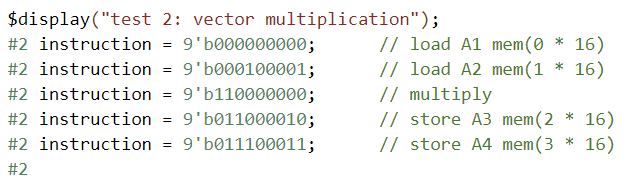 $display("test 2: vector multiplication");
#2 instruction = 9'b000000000; // load A1 mem(0 * 16)
#2 instruction = 9'b000100001; // load A2 mem(1 * 16)
#2 instruction = 9'b110000000; // multiply
#2 instruction = 9'b011000010; // store A3 mem(2 * 16)
#2 instruction = 9'b011100011; // store A4 mem(3 * 16)
#2